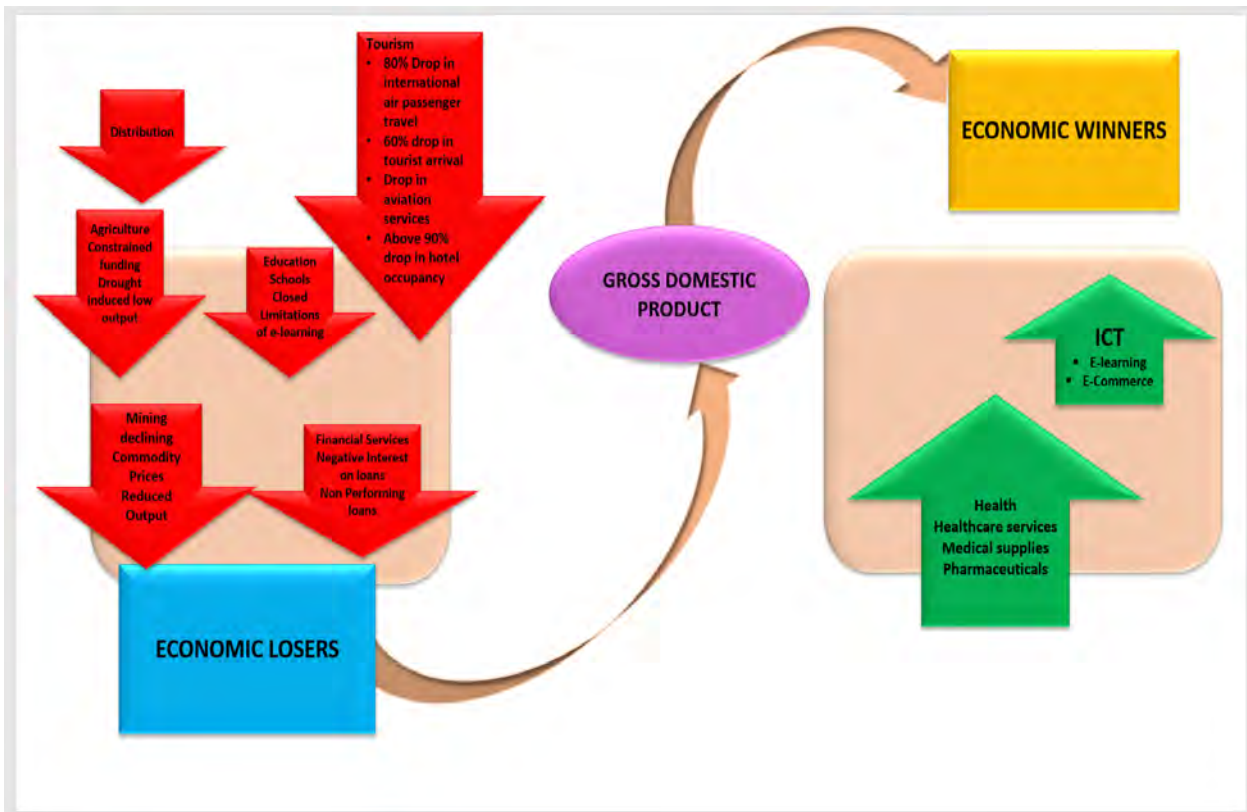 Distribution
Tourism
• 80% Drop in
international
air passenger
travel
• 60% drop in
tourist arrival
• Drop in
aviation
services
• Above 90%
drop in hotel
occupancy
Agriculture
Constrained
funding
Drought
induced low
output
Education
Schools
Closed
Limitations
of e-learning
Mining
declining
Commodity
Prices
Reduced
Output
Financial Services
Negative Interest
on loans
Non Performing
loans
ECONOMIC LOSERS
GROSS DOMESTIC
PRODUCT
ECONOMIC WINNERS
ICT
▪ E-learning
▪ E-Commerce
Health
Healthcare services
Medical supplies
Pharmaceuticals